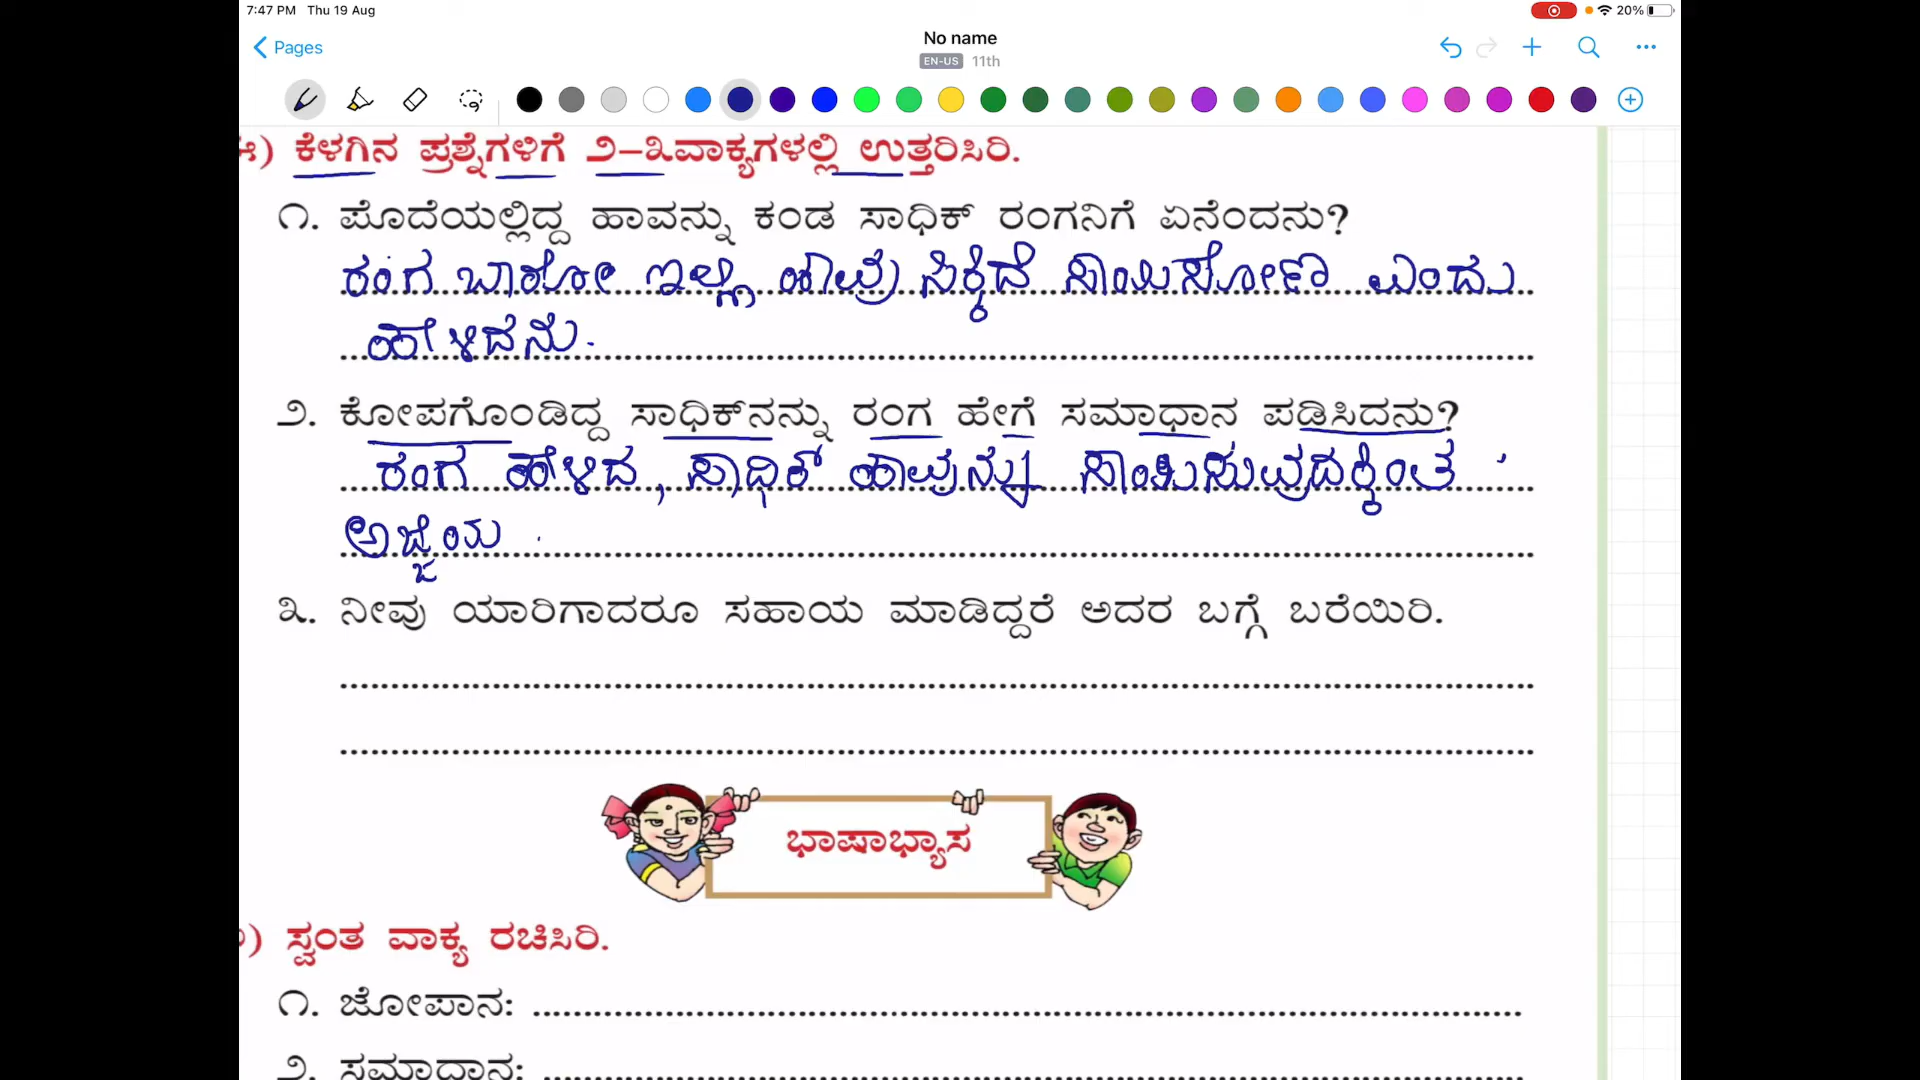 7:47 PM Thu 19 Aug
20%
Pages
No name
EN-US 11th
) ಕೆಳಗಿನ ಪ್ರಶ್ನೆಗಳಿಗೆ ೨–೩ವಾಕ್ಯಗಳಲ್ಲಿ ಉತ್ತರಿಸಿರಿ.
೧. ಪೊದೆಯಲ್ಲಿದ್ದ ಹಾವನ್ನು ಕಂಡ ಸಾಧಿಕ್ ರಂಗನಿಗೆ ಏನೆಂದನು?
ರಂಗ ಬಾರೋ ಇಲ್ಲಿ ಹಾವು ಸಿಕ್ಕಿದೆ ಸಾಯಿಸೋಣ ಎಂದು
ಹೇಳಿದನು.
೨. ಕೋಪಗೊಂಡಿದ್ದ ಸಾಧಿಕ್‌ನನ್ನು ರಂಗ ಹೇಗೆ ಸಮಾಧಾನ ಪಡಿಸಿದನು?
ರಂಗ ಹೇಳಿದ, ಸಾಧಿಕ್ ಹಾವುನ್ನು ಸಾಯಿಸುವುದಕ್ಕಿಂತ
ಅಜ್ಜಿಯ
೩. ನೀವು ಯಾರಿಗಾದರೂ ಸಹಾಯ ಮಾಡಿದ್ದರೆ ಅದರ ಬಗ್ಗೆ ಬರೆಯಿರಿ.
ಭಾಷಾಭ್ಯಾಸ
) ಸ್ವಂತ ವಾಕ್ಯ ರಚಿಸಿರಿ.
೧. ಜೋಪಾನ:
೨. ಸಮಾಧಾನ: